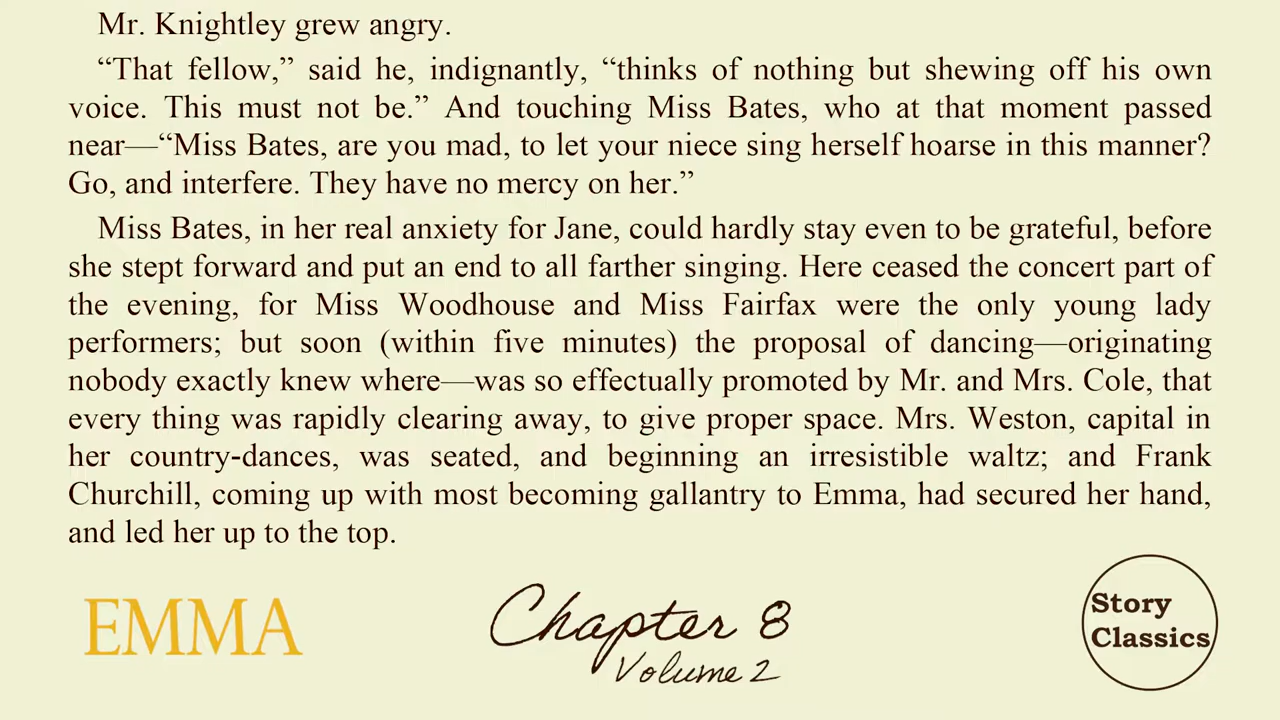 Mr. Knightley grew angry.
“That fellow,” said he, indignantly, “thinks of nothing but shewing off his own
voice. This must not be.” And touching Miss Bates, who at that moment passed
near—“Miss Bates, are you mad, to let your niece sing herself hoarse in this manner?
Go, and interfere. They have no mercy on her.”
Miss Bates, in her real anxiety for Jane, could hardly stay even to be grateful, before
she stept forward and put an end to all farther singing. Here ceased the concert part of
the evening, for Miss Woodhouse and Miss Fairfax were the only young lady
performers; but soon (within five minutes) the proposal of dancing—originating
nobody exactly knew where—was so effectually promoted by Mr. and Mrs. Cole, that
every thing was rapidly clearing away, to give proper space. Mrs. Weston, capital in
her country-dances, was seated, and beginning an irresistible waltz; and Frank
Churchill, coming up with most becoming gallantry to Emma, had secured her hand,
and led her up to the top.
EMMA
Chapter 8
Volume 2
Story
Classics